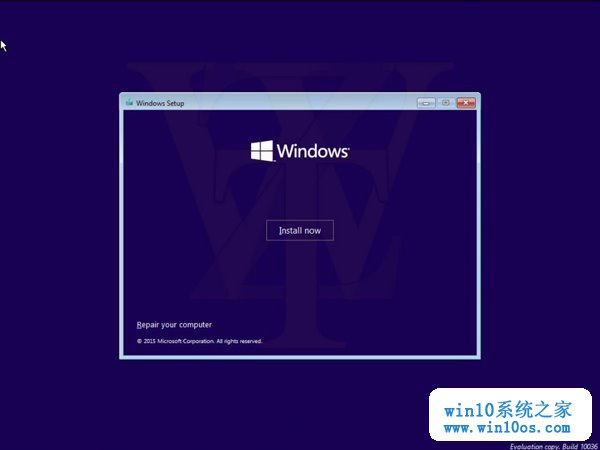 Windows Setup
Windows
Install now
Repair your computer
© 2015 Microsoft Corporation. All rights reserved.
win10系统之家
www.win10os.com
Evaluation copy. Build 10036